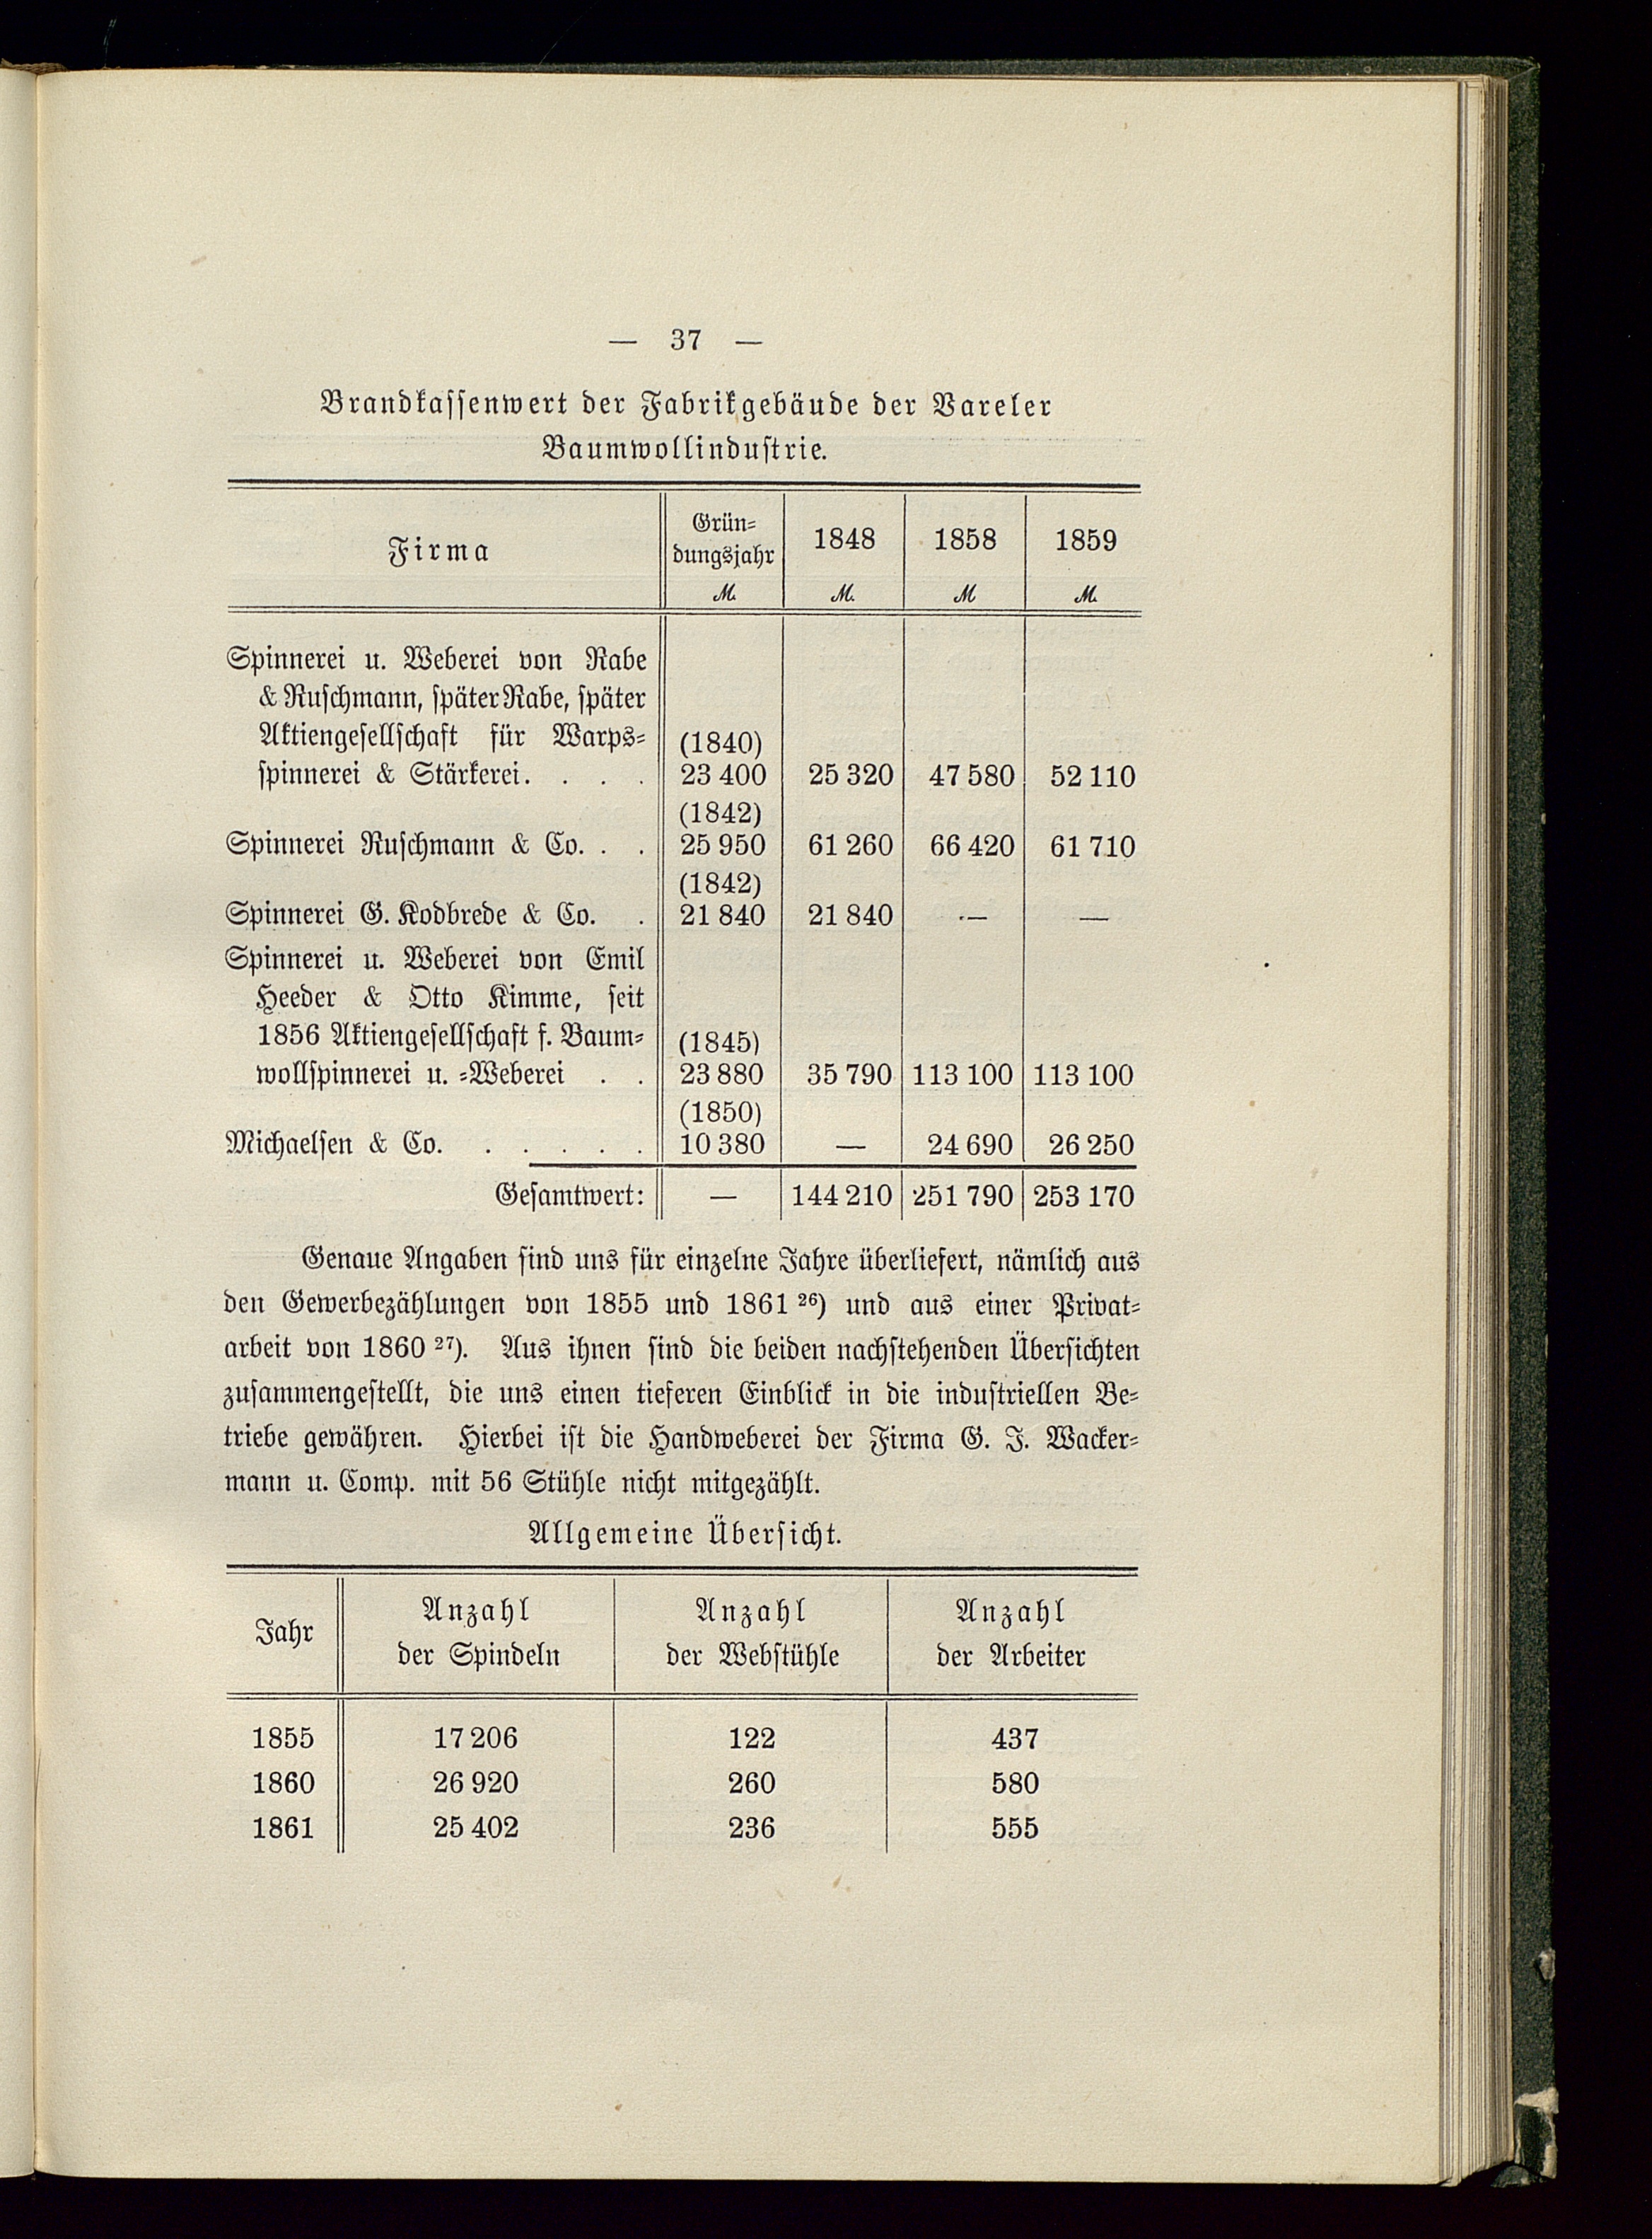 — 37 —
Brandkassenwert der Fabrikgebäude der Vareler
Baumwollindustrie.
Firma
Grün-
dungsjahr 1848 1858 1859
M. M. M M.
Spinnerei u. Weberei von Rabe
& Ruschmann, später Rabe, später
Aktiengesellschaft für Warps- (1840)
spinnerei & Stärkerei. . . . 23 400 25 320 47 580 52 110
(1842)
Spinnerei Ruschmann & Co. . . 25 950 61 260 66 420 61 710
(1842)
Spinnerei G. Kodbrede & Co. . 21 840 21 840 — —
Spinnerei u. Weberei von Emil
Heeder & Otto Kimme, seit
1856 Aktiengesellschaft f. Baum- (1845)
wollspinnerei u. -Weberei . . 23 880 35 790 113 100 113 100
(1850)
Michaelsen & Co. . . . . . 10 380 — 24 690 26 250
Gesamtwert: — 144 210 251 790 253 170
Genaue Angaben sind uns für einzelne Jahre überliefert, nämlich aus
den Gewerbezählungen von 1855 und 1861 26) und aus einer Privat-
arbeit von 1860 27). Aus ihnen sind die beiden nachstehenden Übersichten
zusammengestellt, die uns einen tieferen Einblick in die industriellen Be-
triebe gewähren. Hierbei ist die Handweberei der Firma G. J. Wacker-
mann u. Comp. mit 56 Stühle nicht mitgezählt.
Allgemeine Übersicht.
Jahr
Anzahl
der Spindeln
Anzahl
der Webstühle
Anzahl
der Arbeiter
1855 17 206 122 437
1860 26 920 260 580
1861 25 402 236 555